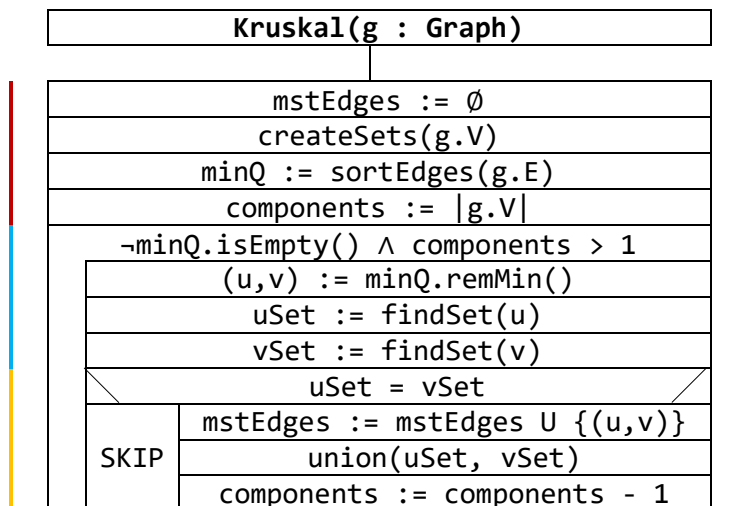 Kruskal(g : Graph)
mstEdges := ∅
createSets(g.V)
minQ := sortEdges(g.E)
components := |g.V|
¬minQ.isEmpty() ∧ components > 1
(u,v) := minQ.remMin()
uSet := findSet(u)
vSet := findSet(v)
uSet = vSet
mstEdges := mstEdges U {(u,v)}
SKIP
union(uSet, vSet)
components := components - 1